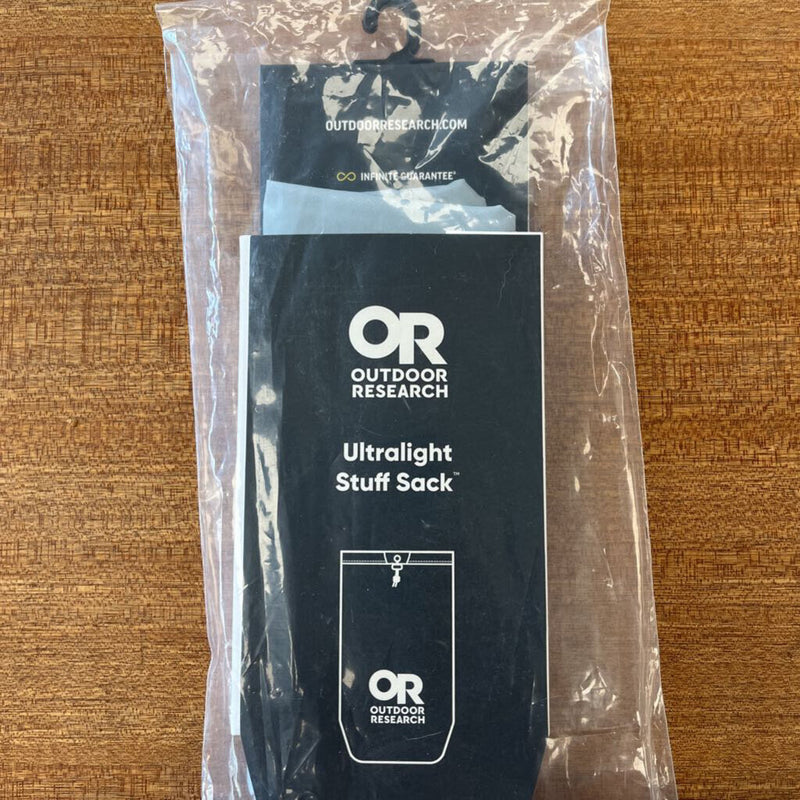 OUTDOORRESEARCH.COM
INFINITE GUARANTEE®
OR
OUTDOOR
RESEARCH
Ultralight
Stuff Sack™
OR
OUTDOOR
RESEARCH